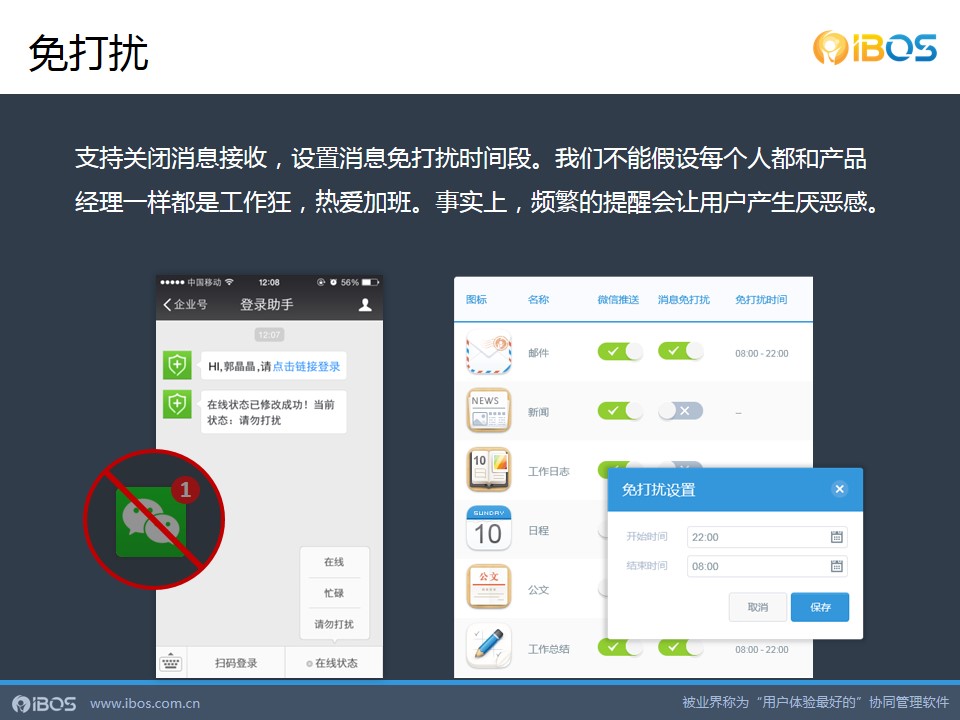 免打扰
IBOS
支持关闭消息接收，设置消息免打扰时间段。我们不能假设每个人都和产品
经理一样都是工作狂，热爱加班。事实上，频繁的提醒会让用户产生厌恶感。
中国移动 12:08 56%
企业号 登录助手
12:07
HI,郭晶晶,请点击链接登录
在线状态已修改成功！当前
状态：请勿打扰
1
在线
忙碌
请勿打扰
扫码登录 在线状态
图标 名称 微信推送 消息免打扰 免打扰时间
邮件 08:00 - 22:00
NEWS
新闻 –
10
工作日志
SUNDAY
10
日程
公文
公文
工作总结 08:00 - 22:00
免打扰设置
开始时间 22:00
结束时间 08:00
取消 保存
IBOS www.ibos.com.cn 被业界称为“用户体验最好的”协同管理软件